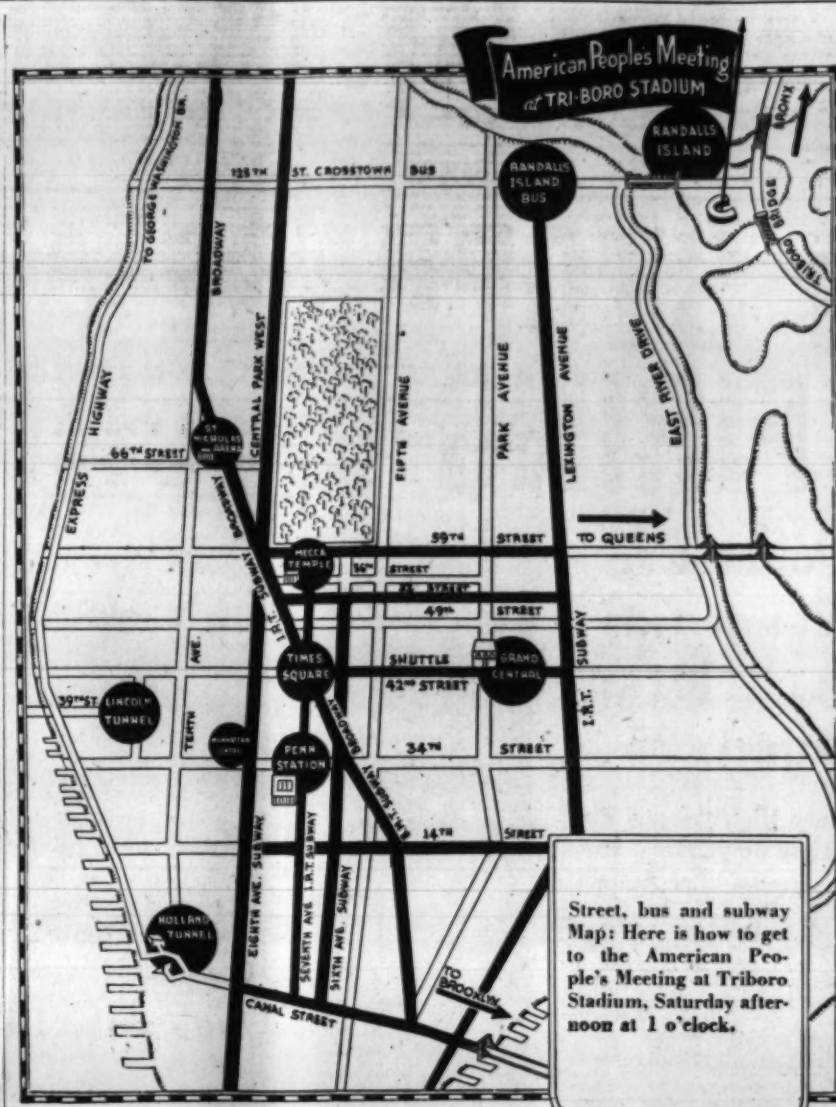 American People's Meeting
at TRI-BORO STADIUM
RANDALLS
ISLAND
BRONX
TO GEORGE WASHINGTON BR.
125TH ST. CROSSTOWN BUS
RANDALLS
ISLAND
BUS
TRIBORO BRIDGE
BROADWAY
CENTRAL PARK WEST
FIFTH AVENUE
PARK AVENUE
LEXINGTON AVENUE
EAST RIVER DRIVE
EXPRESS HIGHWAY
ST.
NICHOLAS
ARENA
66TH STREET
BROADWAY
I.R.T. SUBWAY
59TH STREET
TO QUEENS
MECCA
TEMPLE
STREET
STREET
49TH STREET
TIMES
SQUARE
SHUTTLE
GRAND
CENTRAL
42ND STREET
I.R.T. SUBWAY
39TH ST.
LINCOLN
TUNNEL
TENTH AVE.
MANHATTAN
PENN
STATION
34TH STREET
B.M.T. SUBWAY BROADWAY
14TH STREET
EIGHTH AVE. SUBWAY
SEVENTH AVE I.R.T. SUBWAY
SIXTH AVE. SUBWAY
HOLLAND
TUNNEL
CANAL STREET
TO
BROOKLYN
Street, bus and subway
Map: Here is how to get
to the American Peo-
ple's Meeting at Triboro
Stadium, Saturday after-
noon at 1 o'clock.